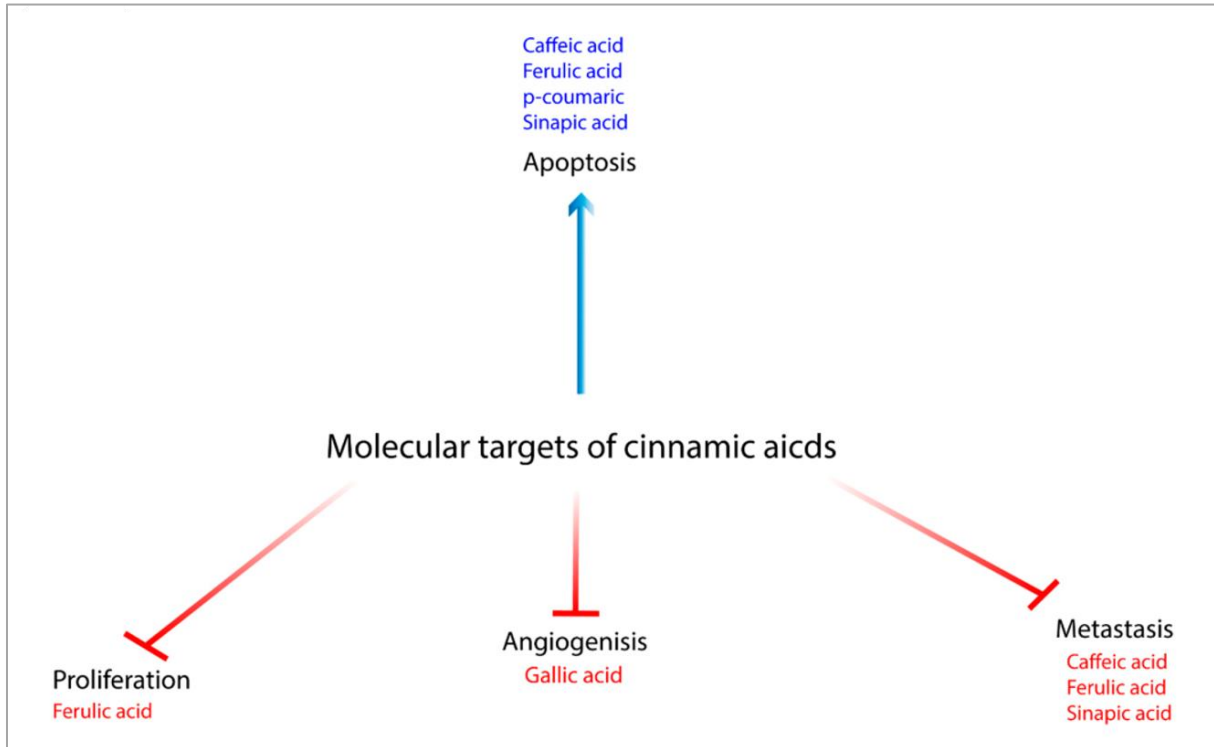 Caffeic acid
Ferulic acid
p-coumaric
Sinapic acid
Apoptosis
Molecular targets of cinnamic aicds
Proliferation
Ferulic acid
Angiogenisis
Gallic acid
Metastasis
Caffeic acid
Ferulic acid
Sinapic acid